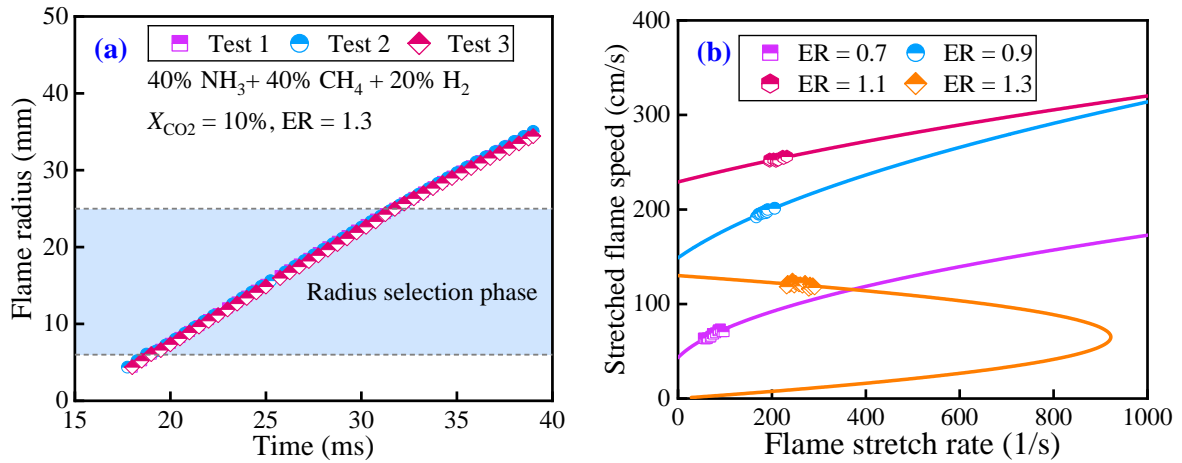 (a)
Test 1 Test 2 Test 3
40% NH₃+ 40% CH₄ + 20% H₂
X_CO2 = 10%, ER = 1.3
Radius selection phase
50
40
30
20
10
0
Flame radius (mm)
15 20 25 30 35 40
Time (ms)
(b)
ER = 0.7 ER = 0.9
ER = 1.1 ER = 1.3
400
300
200
100
0
Stretched flame speed (cm/s)
0 200 400 600 800 1000
Flame stretch rate (1/s)